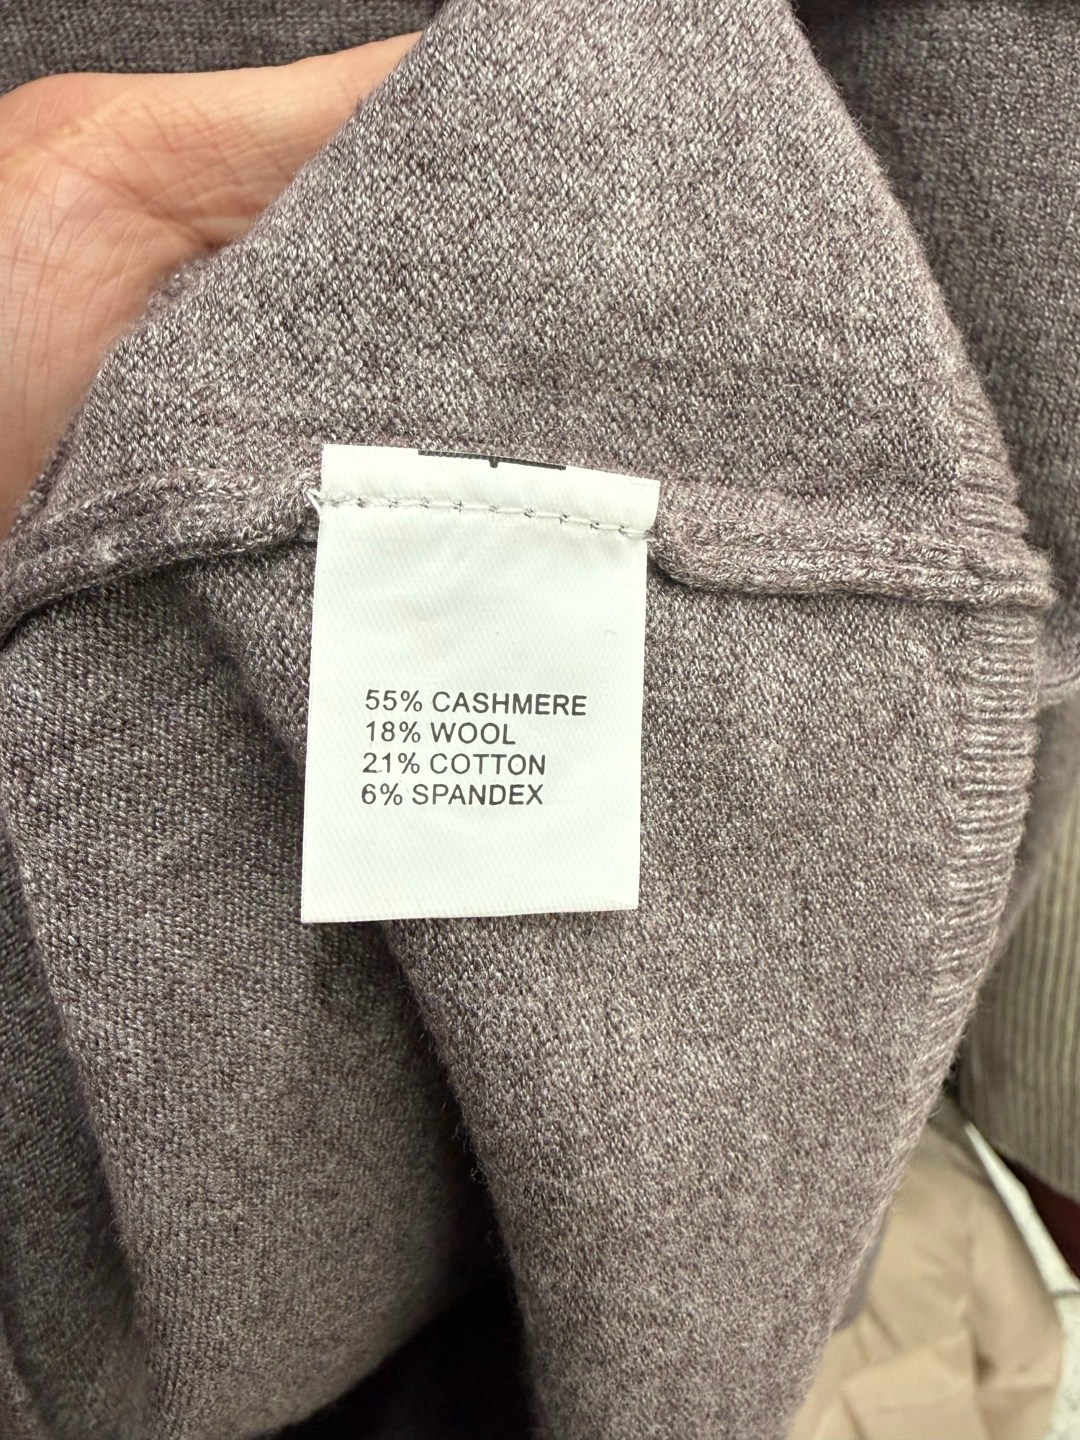 55% CASHMERE
18% WOOL
21% COTTON
6% SPANDEX